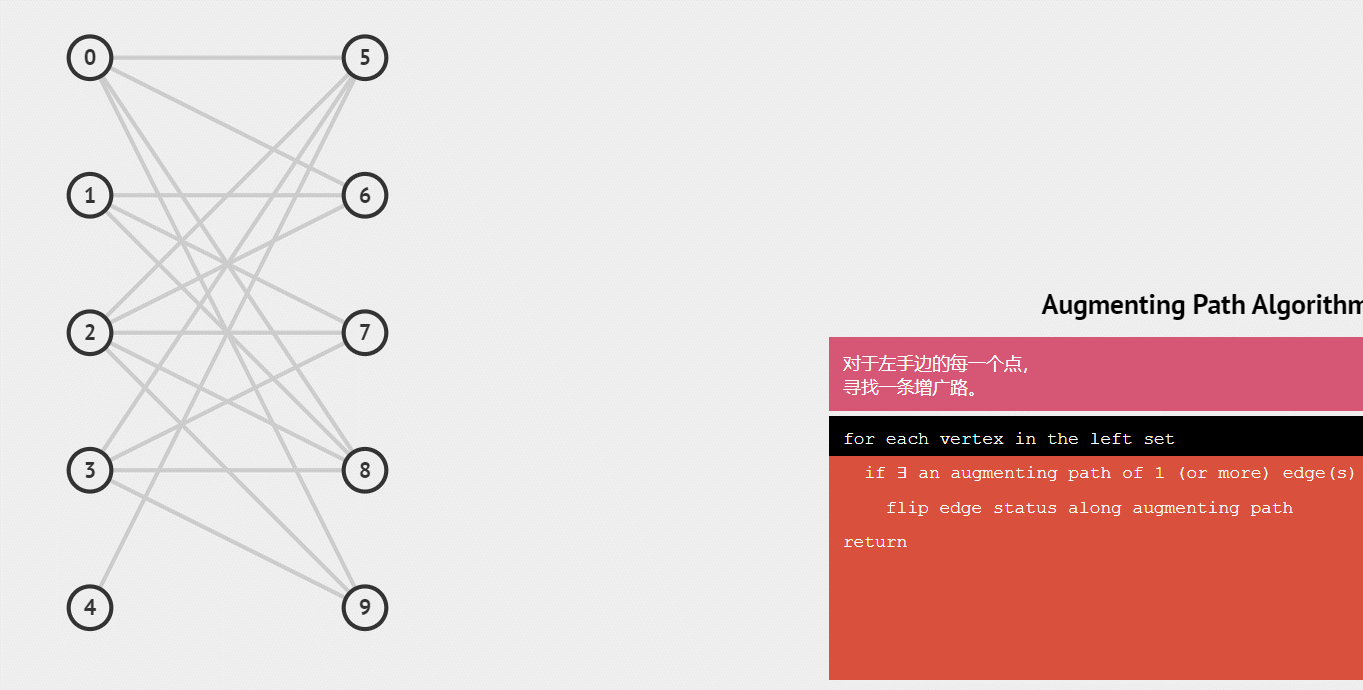 0
5
1
6
2
7
3
8
4
9
Augmenting Path Algorithm
对于左手边的每一个点，
寻找一条增广路。
for each vertex in the left set
if ∃ an augmenting path of 1 (or more) edge(s)
flip edge status along augmenting path
return